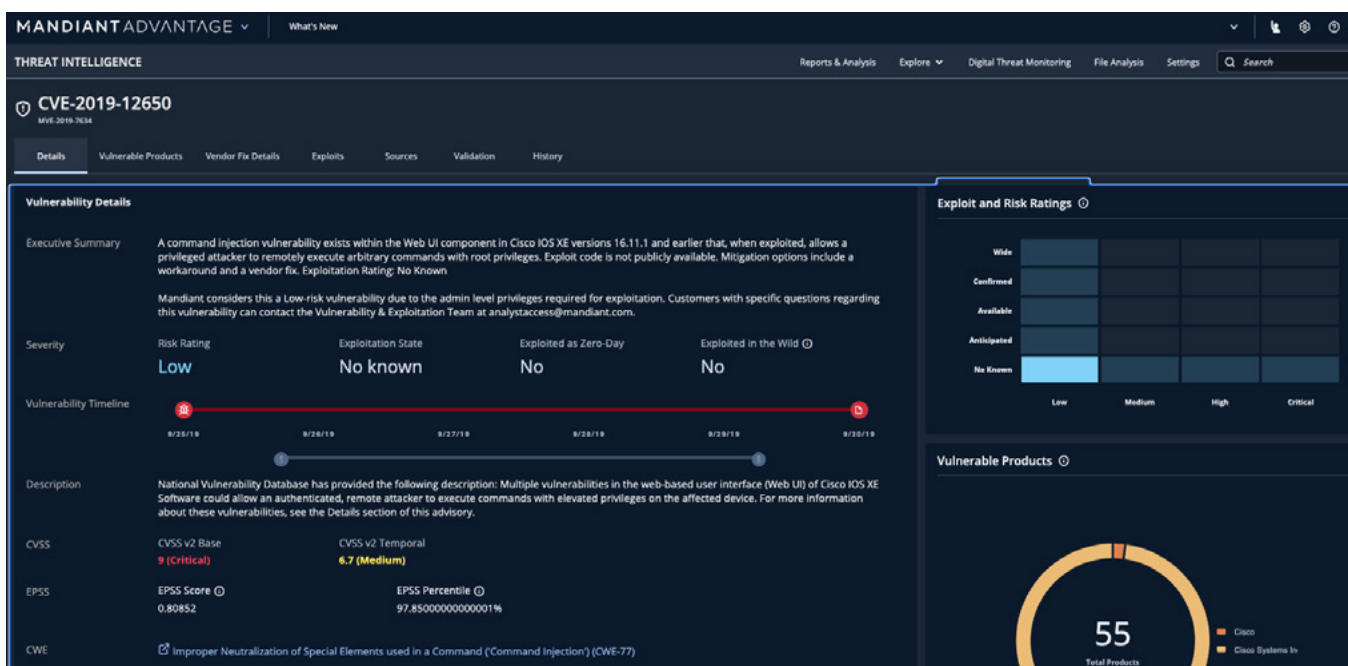 MANDIANT ADVANTAGE
What's New
THREAT INTELLIGENCE
Reports & Analysis Explore Digital Threat Monitoring File Analysis Settings Search
CVE-2019-12650
MVE-2019-7634
Details Vulnerable Products Vendor Fix Details Exploits Sources Validation History
Vulnerability Details
Executive Summary
A command injection vulnerability exists within the Web UI component in Cisco IOS XE versions 16.11.1 and earlier that, when exploited, allows a
privileged attacker to remotely execute arbitrary commands with root privileges. Exploit code is not publicly available. Mitigation options include a
workaround and a vendor fix. Exploitation Rating: No Known
Mandiant considers this a Low-risk vulnerability due to the admin level privileges required for exploitation. Customers with specific questions regarding
this vulnerability can contact the Vulnerability & Exploitation Team at analystaccess@mandiant.com.
Severity
Risk Rating Exploitation State Exploited as Zero-Day Exploited in the Wild
Low No known No No
Vulnerability Timeline
9/25/19 9/26/19 9/27/19 9/28/19 9/29/19 9/30/19
Description
National Vulnerability Database has provided the following description: Multiple vulnerabilities in the web-based user interface (Web UI) of Cisco IOS XE
Software could allow an authenticated, remote attacker to execute commands with elevated privileges on the affected device. For more information
about these vulnerabilities, see the Details section of this advisory.
CVSS
CVSS v2 Base CVSS v2 Temporal
9 (Critical) 6.7 (Medium)
EPSS
EPSS Score EPSS Percentile
0.80852 97.85000000000001%
CWE
Improper Neutralization of Special Elements used in a Command ('Command Injection') (CWE-77)
Exploit and Risk Ratings
Wide
Confirmed
Available
Anticipated
No Known
Low Medium High Critical
Vulnerable Products
55
Total Products
Cisco
Cisco Systems In